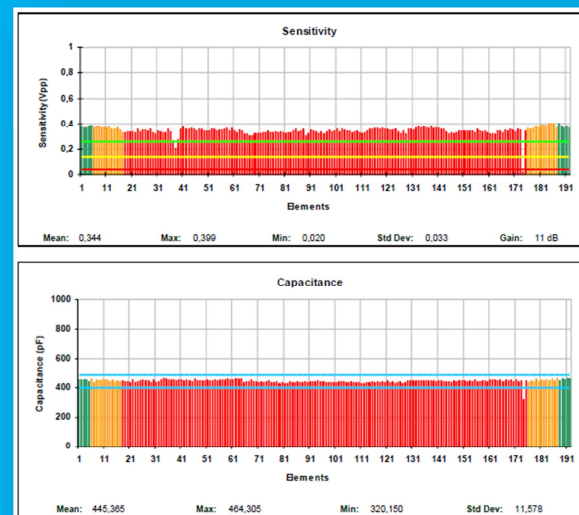 Sensitivity
1
0,8
0,6
0,4
0,2
0
Sensitivity (Vpp)
1 11 21 31 41 51 61 71 81 91 101 111 121 131 141 151 161 171 181 191
Elements
Mean: 0,344 Max: 0,399 Min: 0,020 Std Dev: 0,033 Gain: 11 dB
Capacitance
1000
800
600
400
200
0
Capacitance (pF)
1 11 21 31 41 51 61 71 81 91 101 111 121 131 141 151 161 171 181 191
Elements
Mean: 445,365 Max: 464,305 Min: 320,150 Std Dev: 11,578